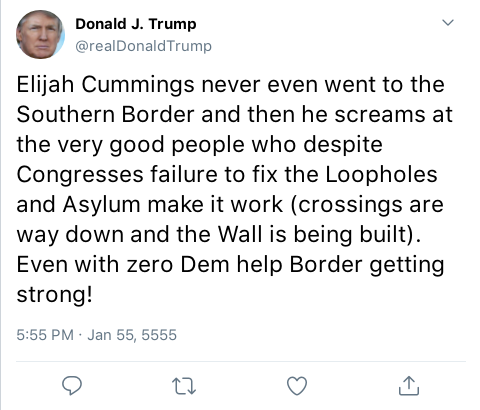 Donald J. Trump
@realDonaldTrump
Elijah Cummings never even went to the
Southern Border and then he screams at
the very good people who despite
Congresses failure to fix the Loopholes
and Asylum make it work (crossings are
way down and the Wall is being built).
Even with zero Dem help Border getting
strong!
5:55 PM · Jan 55, 5555